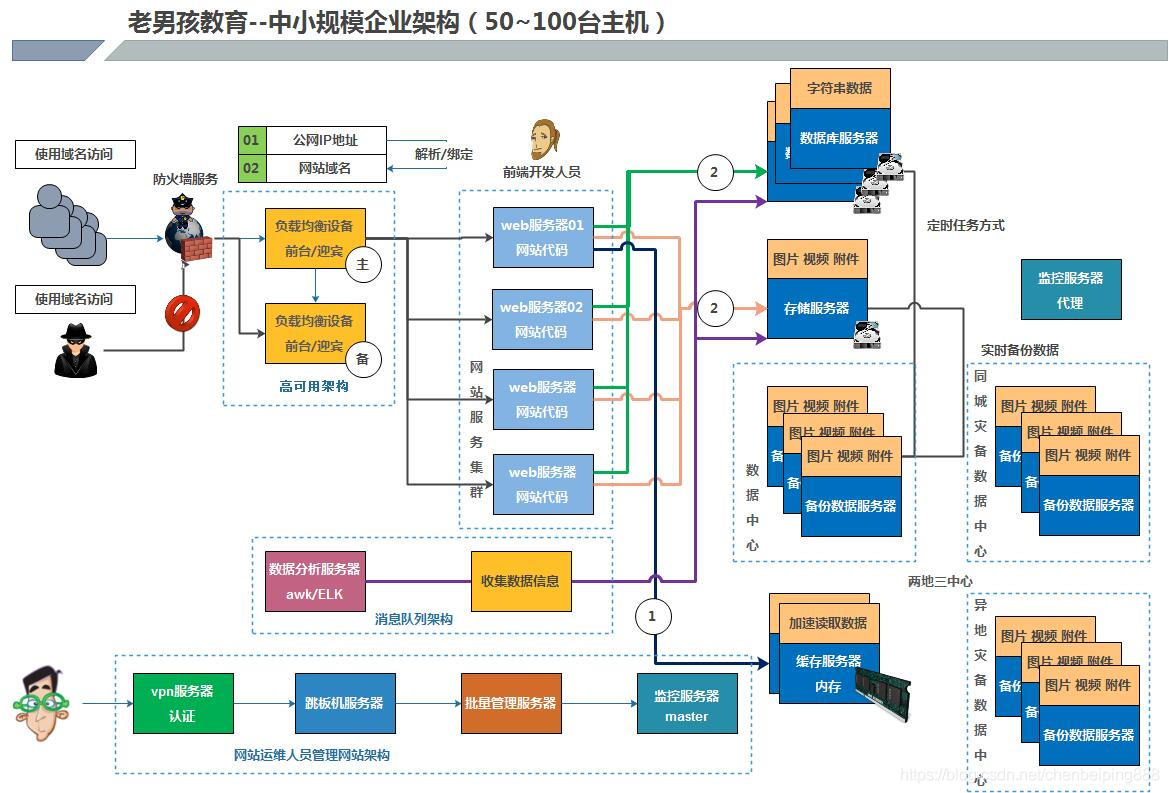 老男孩教育--中小规模企业架构（50~100台主机）
使用域名访问
01 公网IP地址
02 网站域名
解析/绑定
前端开发人员
防火墙服务
使用域名访问
负载均衡设备
前台/迎宾
主
负载均衡设备
前台/迎宾
备
高可用架构
web服务器01
网站代码
web服务器02
网站代码
web服务器
网站代码
web服务器
网站代码
网站服务集群
2
2
1
字符串数据
数据库服务器
数
图片 视频 附件
存储服务器
定时任务方式
监控服务器
代理
实时备份数据
数据中心
图片 视频 附件
图片 视频 附件
图片 视频 附件
备
备
备份数据服务器
同城灾备数据中心
图片 视频 附件
图片 视频 附件
图片 视频 附件
备份
备
备份数据服务器
两地三中心
异地灾备数据中心
图片 视频 附件
图片 视频 附件
图片 视频 附件
备份
备
备份数据服务器
数据分析服务器
awk/ELK
收集数据信息
消息队列架构
加速读取数据
缓存服务器
内存
vpn服务器
认证
跳板机服务器
批量管理服务器
监控服务器
master
网站运维人员管理网站架构
https://blog.csdn.net/chenbeiping888